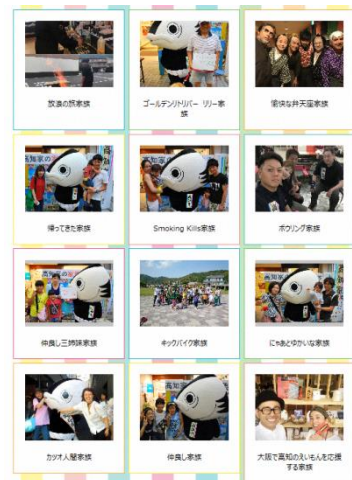 放浪の旅家族
ゴールデンリトリバー リリー家
族
愉快な弁天座家族
帰ってきた家族
Smoking Kills家族
ボウリング家族
仲良し三姉妹家族
キックバイク家族
にゃあとゆかいな家族
カツオ人間家族
仲良し家族
大阪で高知のえいもんを応援
する家族